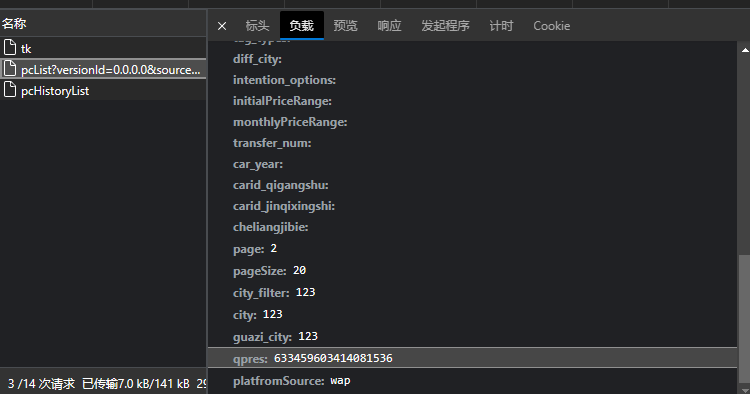 名称
tk
pcList?versionId=0.0.0.0&source...
pcHistoryList
3 /14 次请求 已传输7.0 kB/141 kB 29
标头 负载 预览 响应 发起程序 计时 Cookie
diff_city:
intention_options:
initialPriceRange:
monthlyPriceRange:
transfer_num:
car_year:
carid_qigangshu:
carid_jinqixingshi:
cheliangjibie:
page: 2
pageSize: 20
city_filter: 123
city: 123
guazi_city: 123
qpres: 633459603414081536
platfromSource: wap